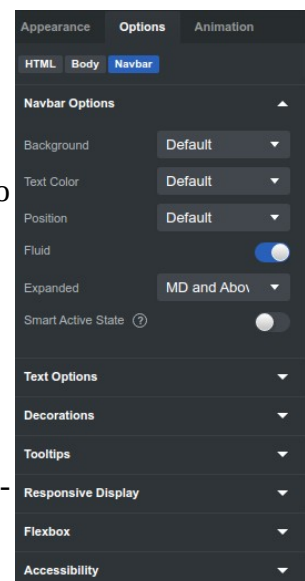 Appearance Options Animation
HTML Body Navbar
Navbar Options
Background Default
Text Color Default
o
Position Default
Fluid
Expanded MD and Abov
Smart Active State ?
Text Options
Decorations
Tooltips
-
Responsive Display
Flexbox
Accessibility